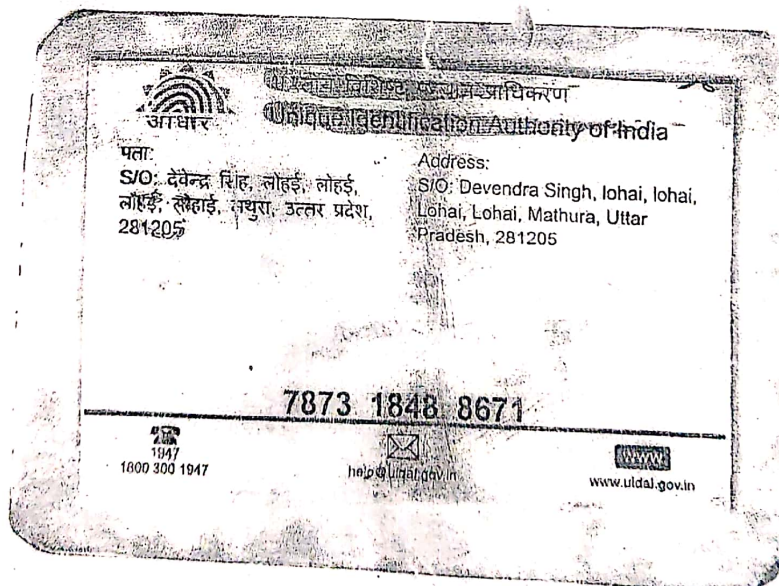 आधार
प्राधिकरण
Unique Identification Authority of India
पता:
S/O: देवेन्द्र सिंह, लोहई, लोहई,
लोहई, लोहाई, मथुरा, उत्तर प्रदेश,
281205
Address:
S/O: Devendra Singh, lohai, lohai,
Lohai, Lohai, Mathura, Uttar
Pradesh, 281205
7873 1848 8671
1947
1800 300 1947
help@uidai.gov.in
www
www.uidai.gov.in